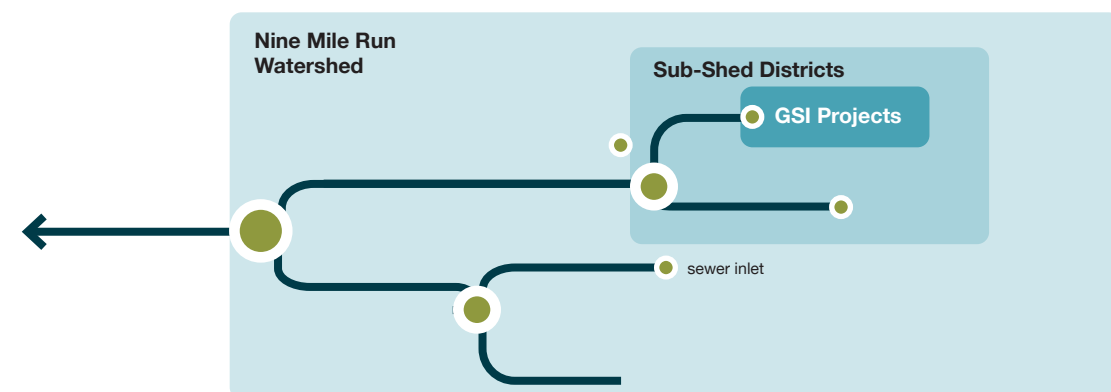 Nine Mile Run
Watershed
Sub-Shed Districts
GSI Projects
sewer inlet